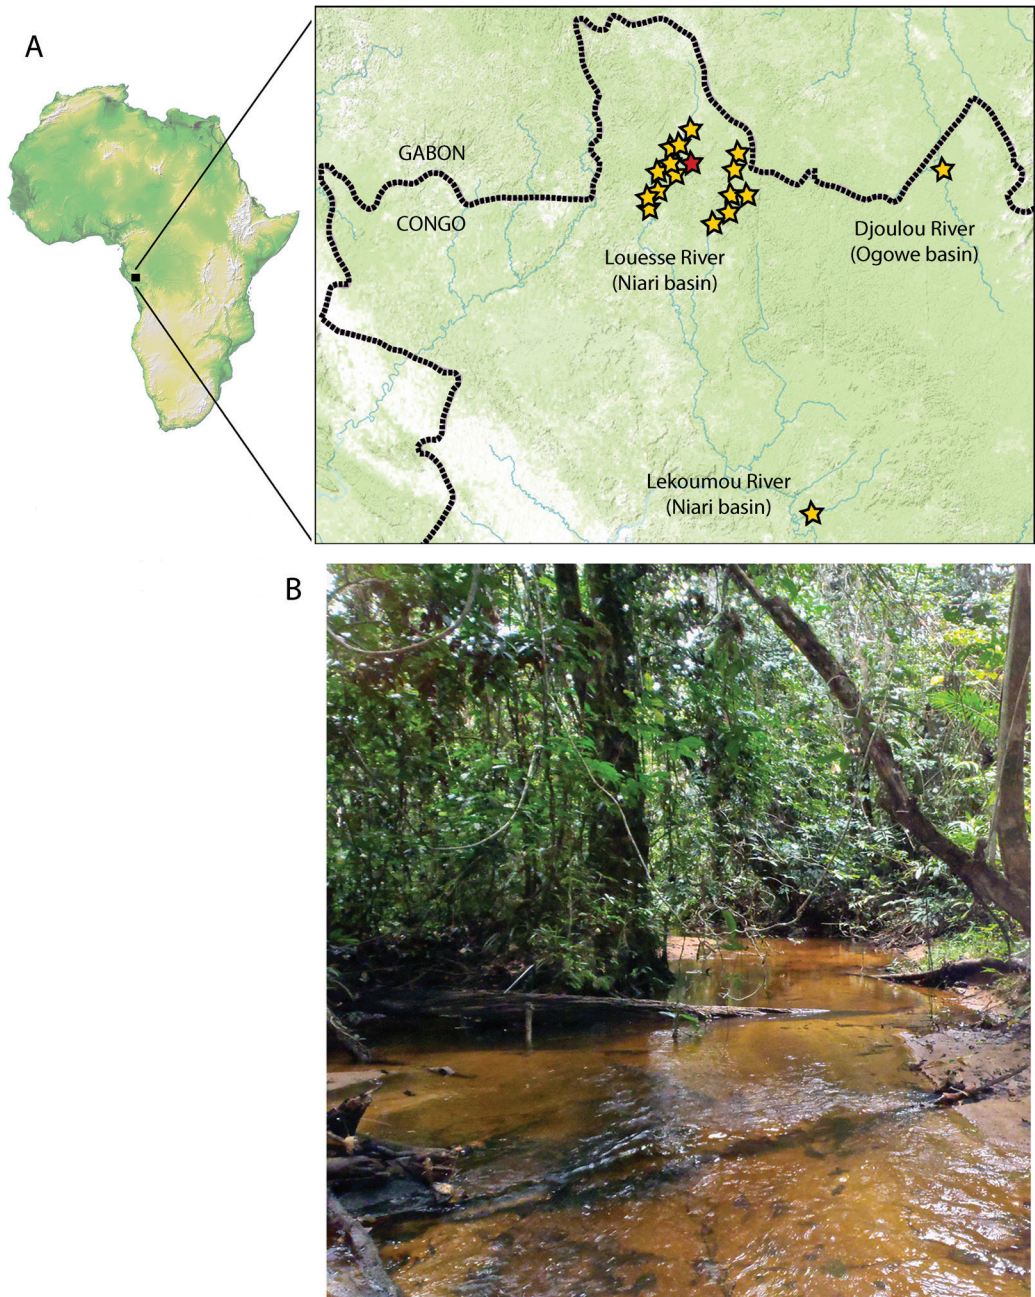 A
GABON
CONGO
Louesse River
(Niari basin)
Djoulou River
(Ogowe basin)
Lekoumou River
(Niari basin)
B